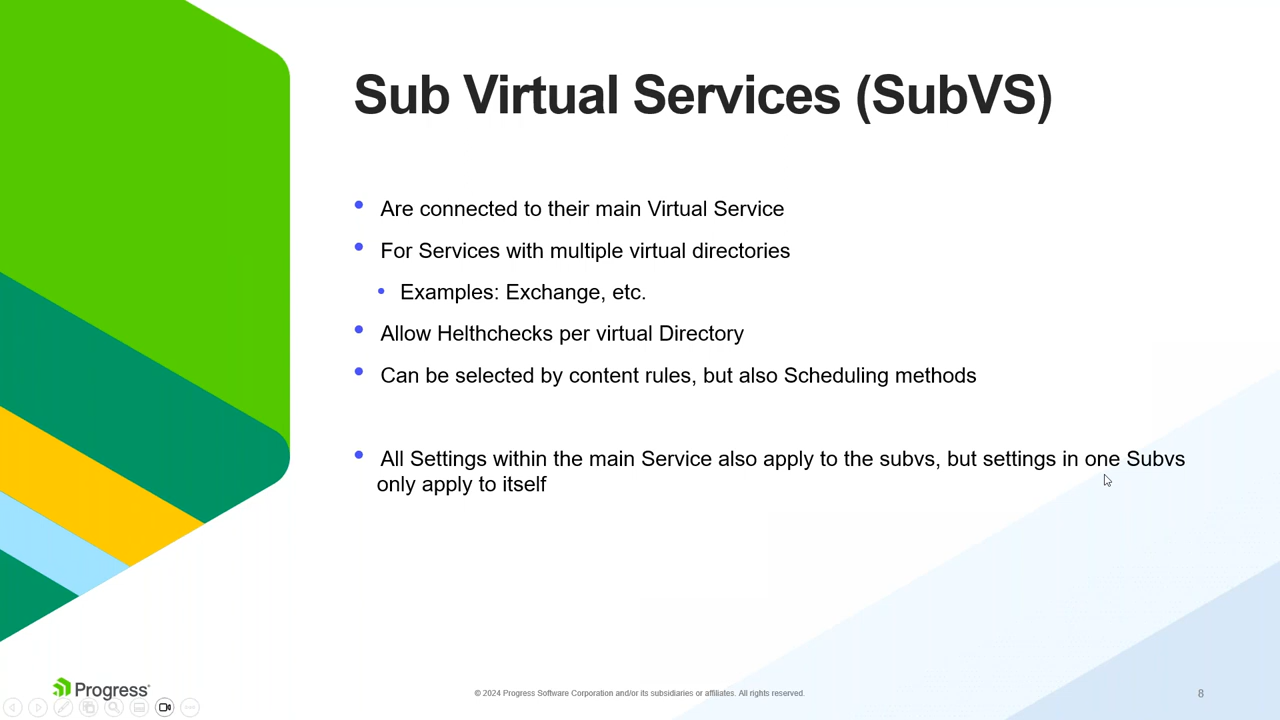 Sub Virtual Services (SubVS)
Are connected to their main Virtual Service
For Services with multiple virtual directories
Examples: Exchange, etc.
Allow Helthchecks per virtual Directory
Can be selected by content rules, but also Scheduling methods
All Settings within the main Service also apply to the subvs, but settings in one Subvs
only apply to itself
Progress
© 2024 Progress Software Corporation and/or its subsidiaries or affiliates. All rights reserved.
8